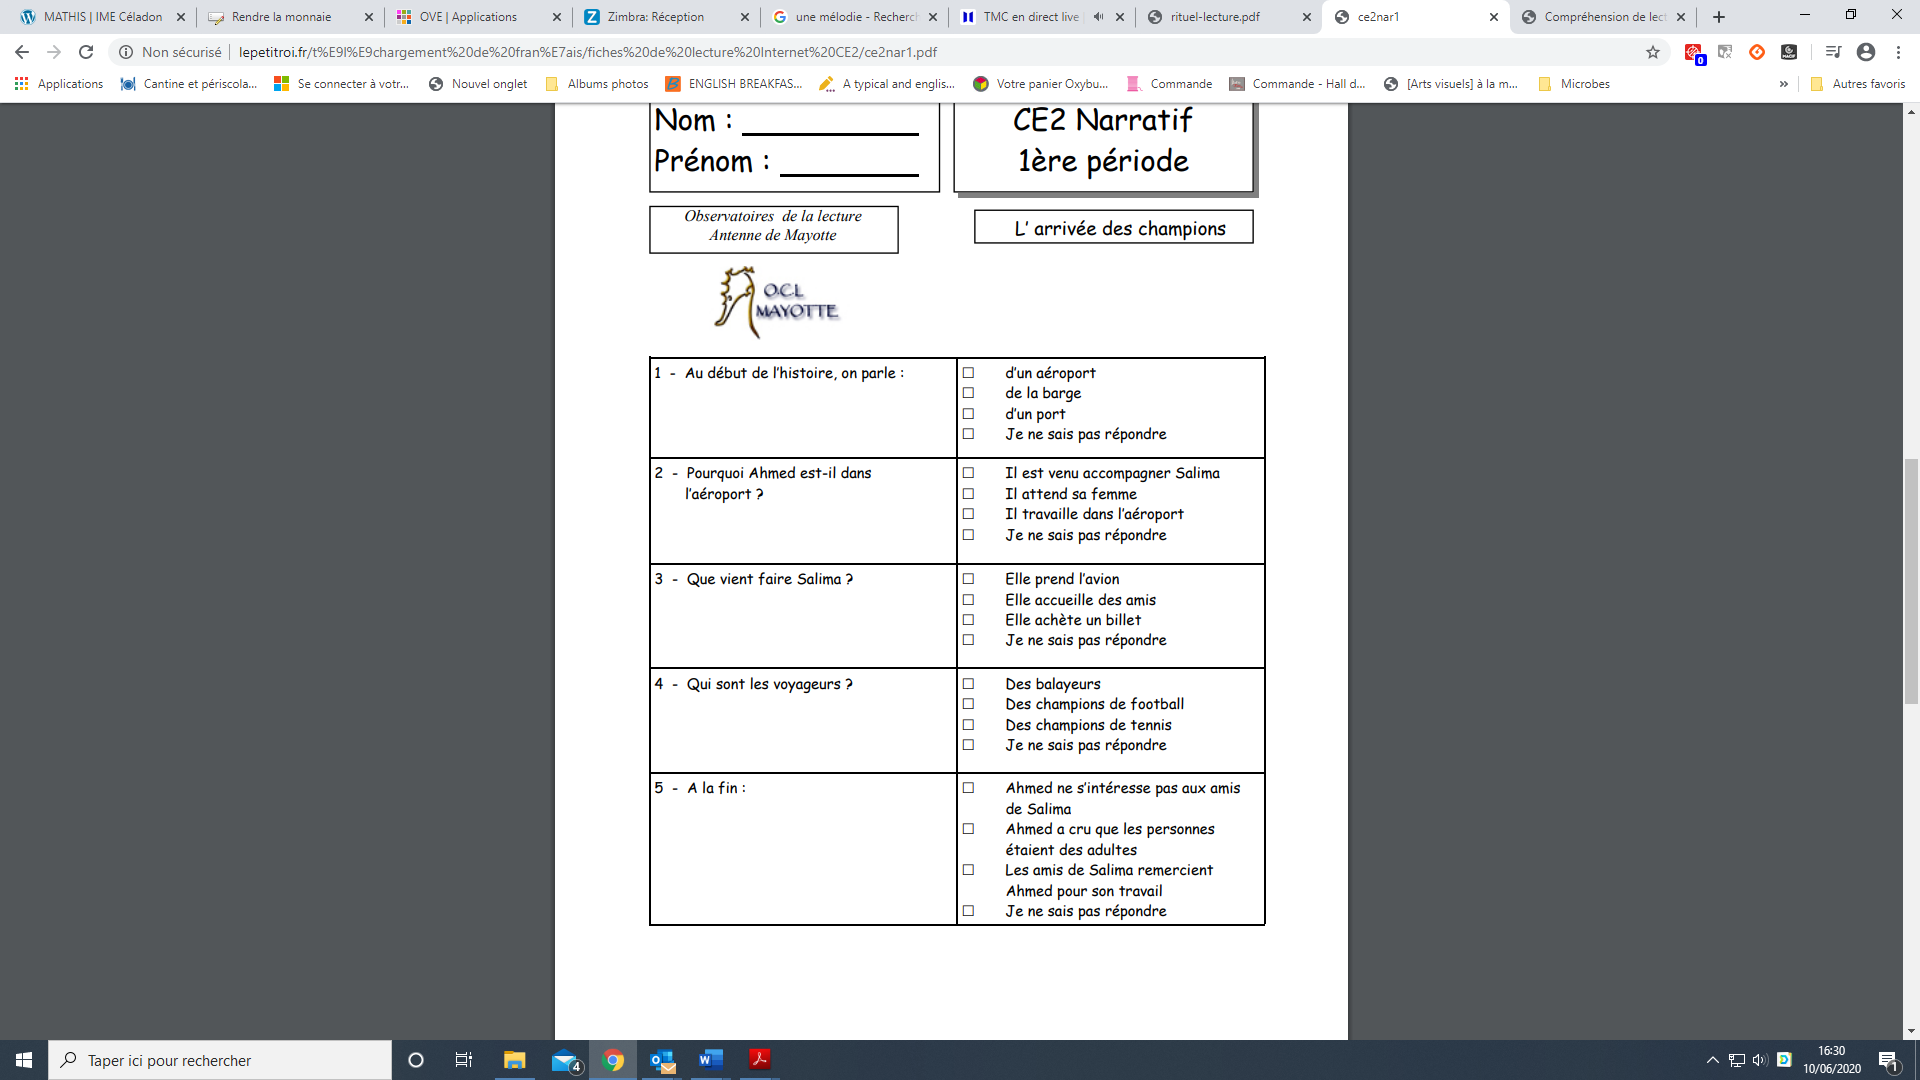 MATHIS | IME Céladon
Rendre la monnaie
OVE | Applications
Zimbra: Réception
une mélodie - Recherch
TMC en direct live |
rituel-lecture.pdf
ce2nar1
Compréhension de lect
Non sécurisé | lepetitroi.fr/t%E9l%E9chargement%20de%20fran%E7ais/fiches%20de%20lecture%20Internet%20CE2/ce2nar1.pdf
Applications
Cantine et périscola...
Se connecter à votr...
Nouvel onglet
Albums photos
ENGLISH BREAKFAS...
A typical and englis...
Votre panier Oxybu...
Commande
Commande - Hall d...
[Arts visuels] à la m...
Microbes
»
Autres favoris
Nom : ____________
Prénom : __________
CE2 Narratif
1ère période
Observatoires de la lecture
Antenne de Mayotte
L' arrivée des champions
O.C.L
MAYOTTE
1 - Au début de l'histoire, on parle :
☐ d'un aéroport
☐ de la barge
☐ d'un port
☐ Je ne sais pas répondre
2 - Pourquoi Ahmed est-il dans
l'aéroport ?
☐ Il est venu accompagner Salima
☐ Il attend sa femme
☐ Il travaille dans l'aéroport
☐ Je ne sais pas répondre
3 - Que vient faire Salima ?
☐ Elle prend l'avion
☐ Elle accueille des amis
☐ Elle achète un billet
☐ Je ne sais pas répondre
4 - Qui sont les voyageurs ?
☐ Des balayeurs
☐ Des champions de football
☐ Des champions de tennis
☐ Je ne sais pas répondre
5 - A la fin :
☐ Ahmed ne s'intéresse pas aux amis
de Salima
☐ Ahmed a cru que les personnes
étaient des adultes
☐ Les amis de Salima remercient
Ahmed pour son travail
☐ Je ne sais pas répondre
Taper ici pour rechercher
4
16:30
10/06/2020
1